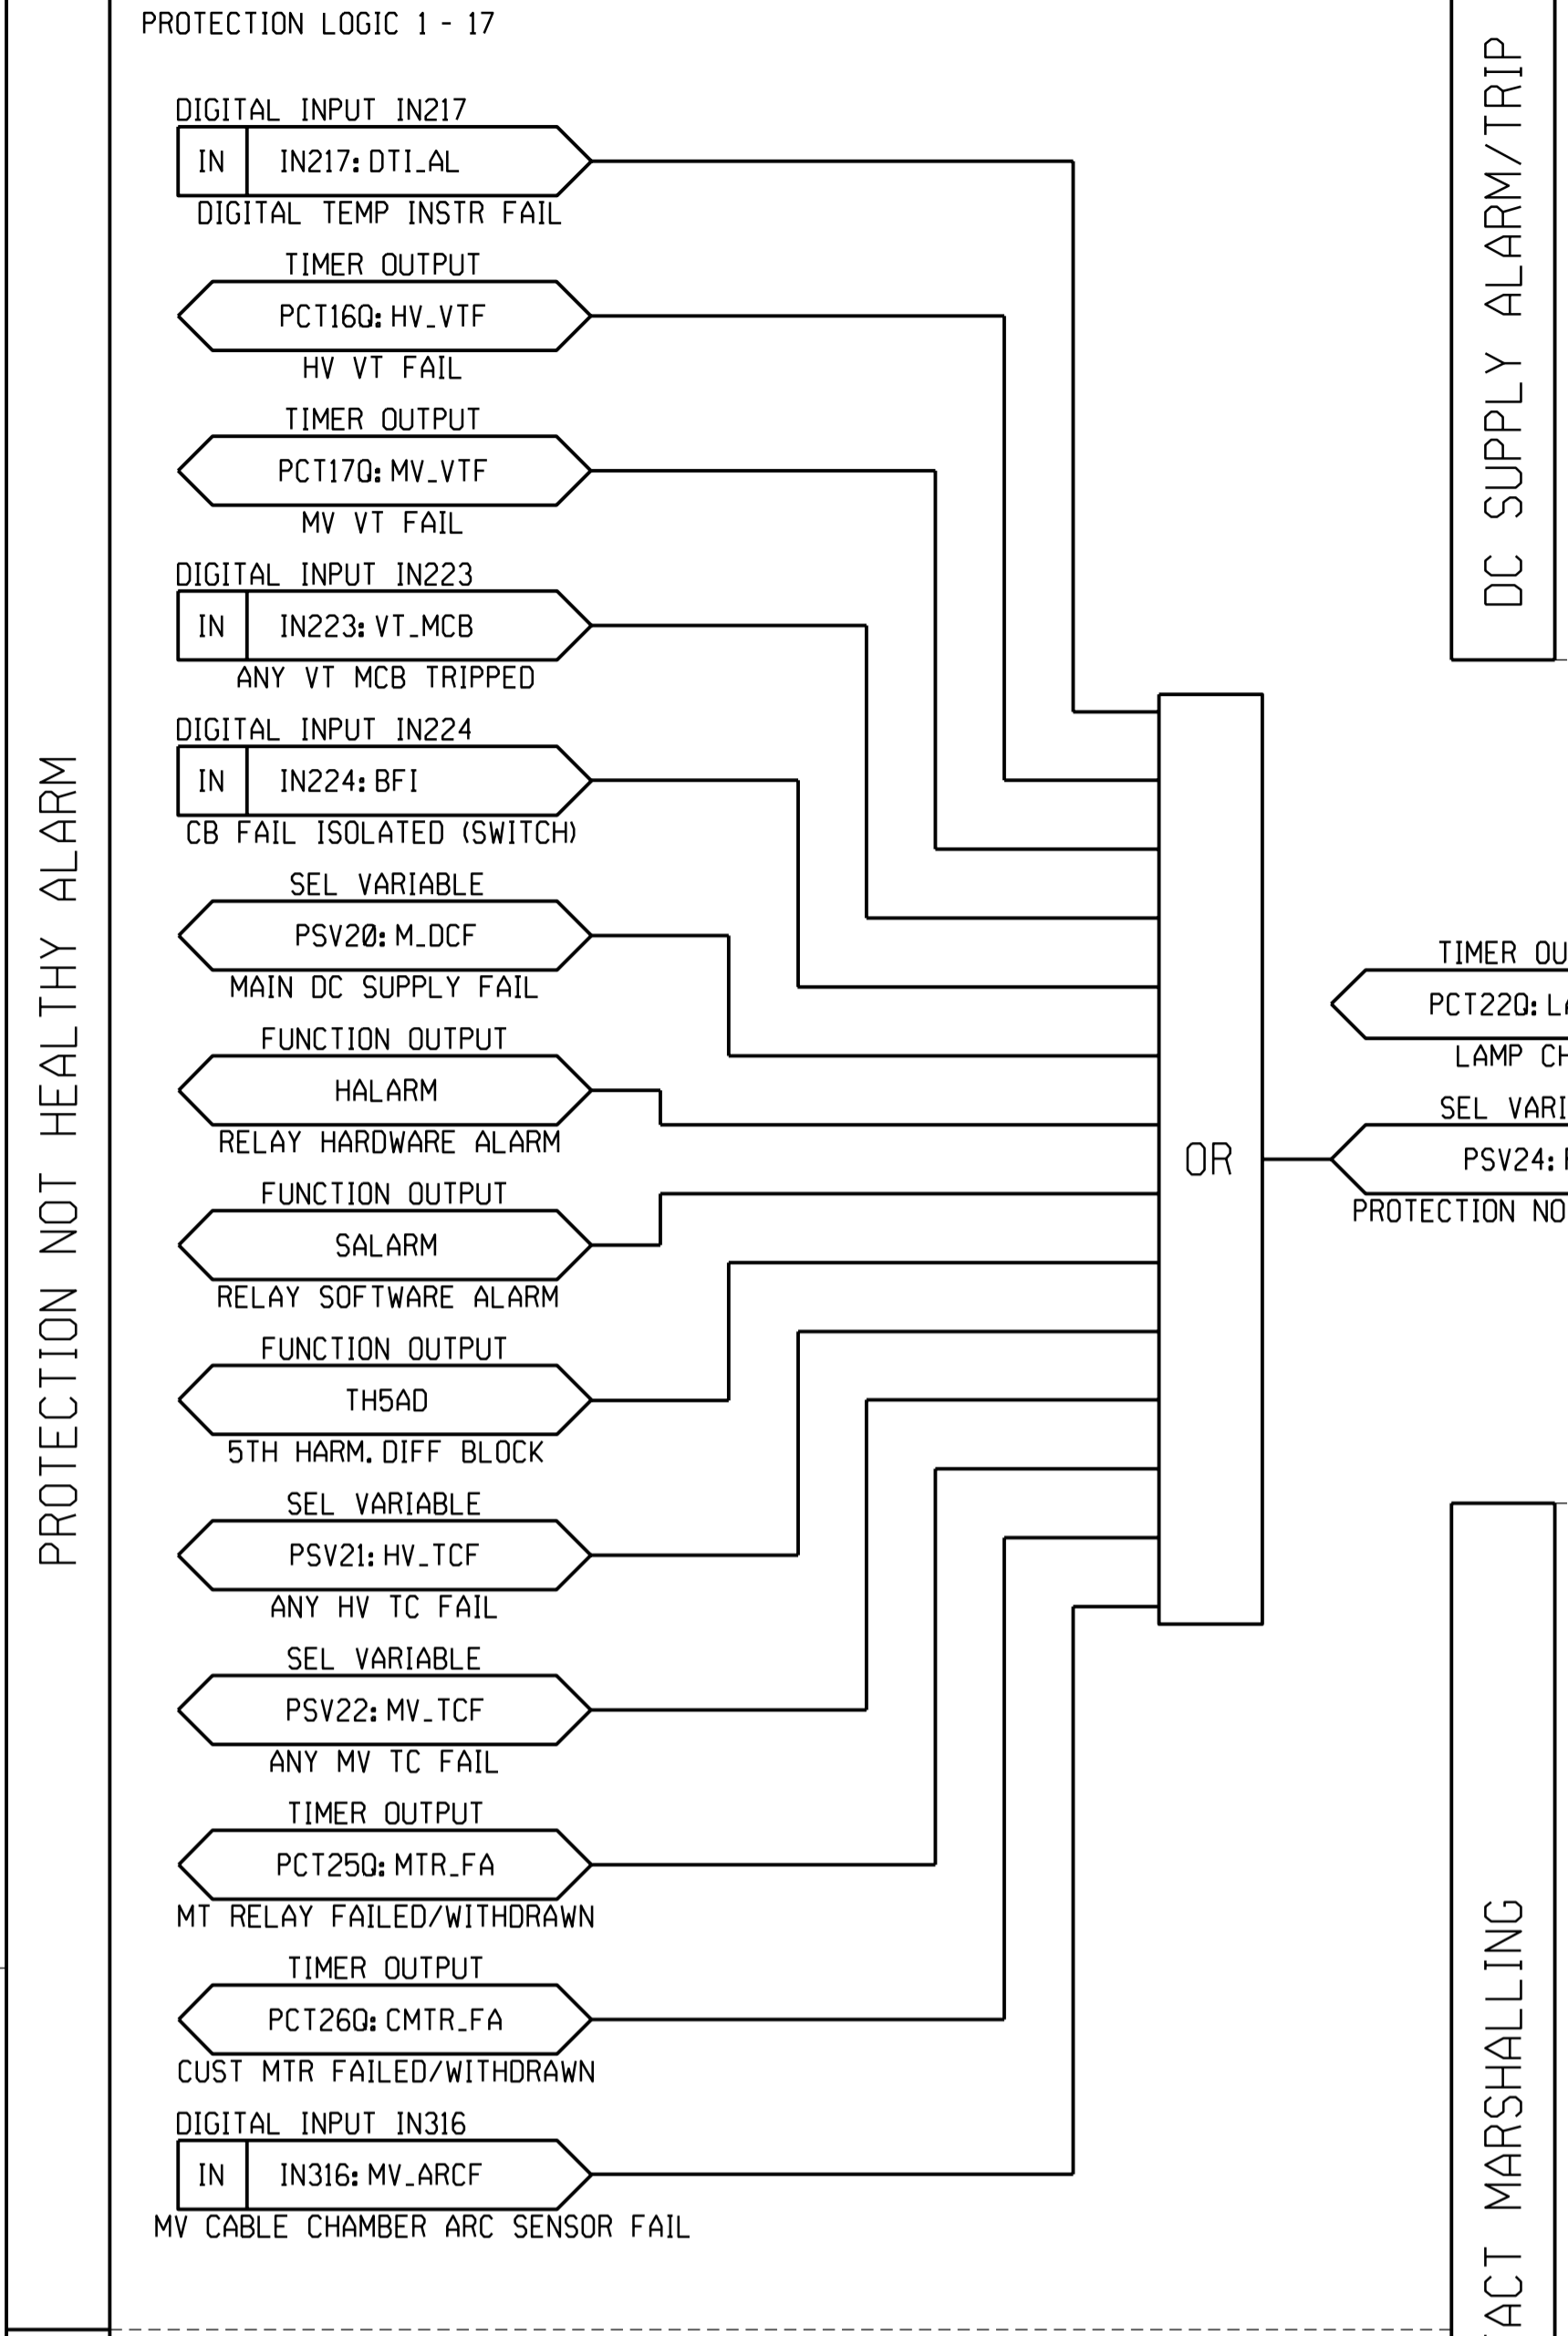 PROTECTION LOGIC 1 - 17
PROTECTION NOT HEALTHY ALARM
DIGITAL INPUT IN217
IN IN217:DTI_AL
DIGITAL TEMP INSTR FAIL
TIMER OUTPUT
PCT16Q:HV_VTF
HV VT FAIL
TIMER OUTPUT
PCT17Q:MV_VTF
MV VT FAIL
DIGITAL INPUT IN223
IN IN223:VT_MCB
ANY VT MCB TRIPPED
DIGITAL INPUT IN224
IN IN224:BFI
CB FAIL ISOLATED (SWITCH)
SEL VARIABLE
PSV20:M_DCF
MAIN DC SUPPLY FAIL
FUNCTION OUTPUT
HALARM
RELAY HARDWARE ALARM
FUNCTION OUTPUT
SALARM
RELAY SOFTWARE ALARM
FUNCTION OUTPUT
TH5AD
5TH HARM.DIFF BLOCK
SEL VARIABLE
PSV21:HV_TCF
ANY HV TC FAIL
SEL VARIABLE
PSV22:MV_TCF
ANY MV TC FAIL
TIMER OUTPUT
PCT25Q:MTR_FA
MT RELAY FAILED/WITHDRAWN
TIMER OUTPUT
PCT26Q:CMTR_FA
CUST MTR FAILED/WITHDRAWN
DIGITAL INPUT IN316
IN IN316:MV_ARCF
MV CABLE CHAMBER ARC SENSOR FAIL
OR
DC SUPPLY ALARM/TRIP
TIMER
PCT22Q:
LAMP
SEL
PSV24:
PROTECTION
MARSHALLING